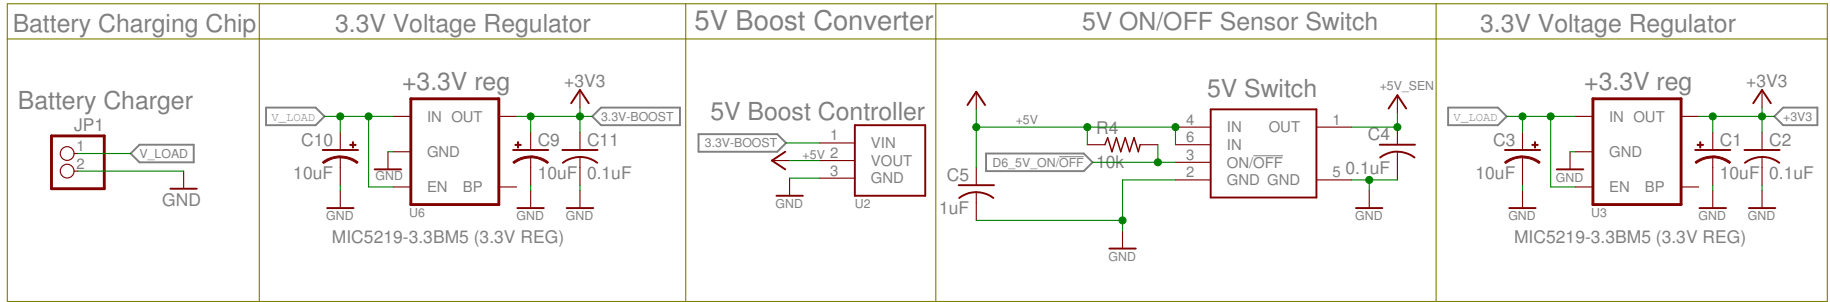 Battery Charging Chip
3.3V Voltage Regulator
5V Boost Converter
5V ON/OFF Sensor Switch
3.3V Voltage Regulator
Battery Charger
JP1
1
2
V_LOAD
GND
+3.3V reg
+3V3
V_LOAD
IN OUT
3.3V-BOOST
C10
10uF
GND
GND
EN BP
C9
10uF
C11
0.1uF
GND
GND
GND
U6
MIC5219-3.3BM5 (3.3V REG)
5V Boost Controller
3.3V-BOOST
1
VIN
+5V
2
VOUT
3
GND
GND
U2
5V Switch
+5V_SEN
+5V
R4
10k
4
IN
OUT
1
6
IN
D6_5V_ON/OFF
3
ON/OFF
2
GND GND
5
C4
0.1uF
C5
1uF
GND
GND
+3.3V reg
+3V3
V_LOAD
IN OUT
+3V3
C3
10uF
GND
GND
EN BP
C1
10uF
C2
0.1uF
GND
GND
GND
U3
MIC5219-3.3BM5 (3.3V REG)